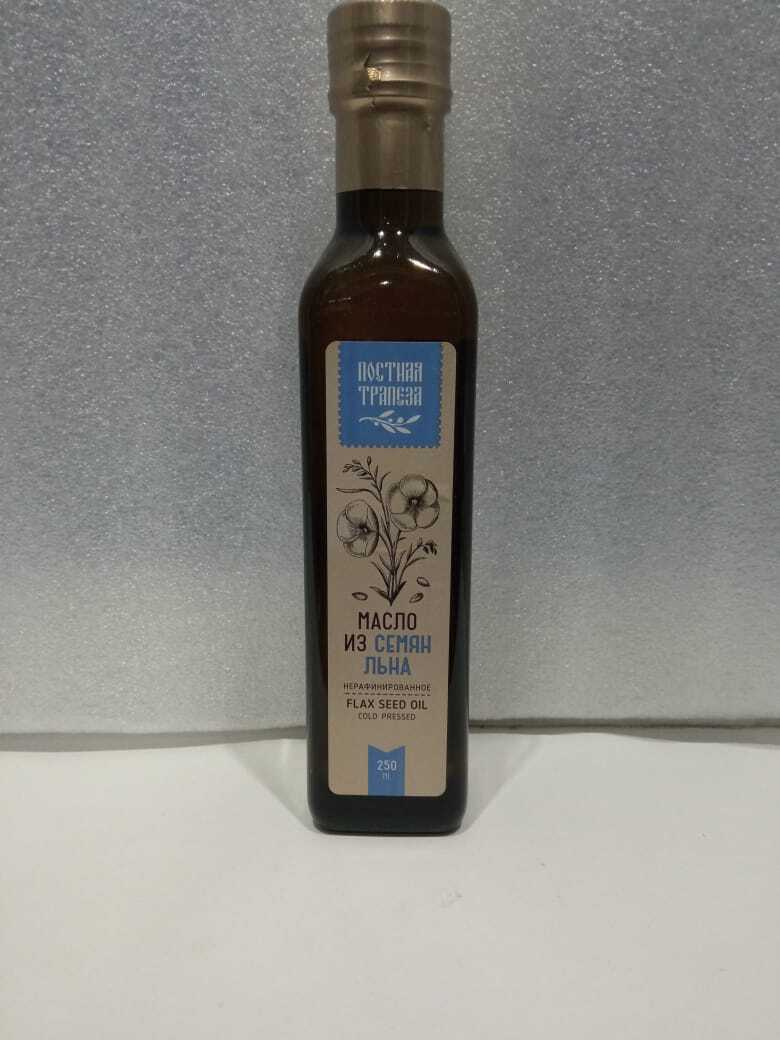 ПОСТНАЯ
ТРАПЕЗА
МАСЛО
ИЗ СЕМЯН
ЛЬНА
НЕРАФИНИРОВАННОЕ
FLAX SEED OIL
COLD PRESSED
250
ml